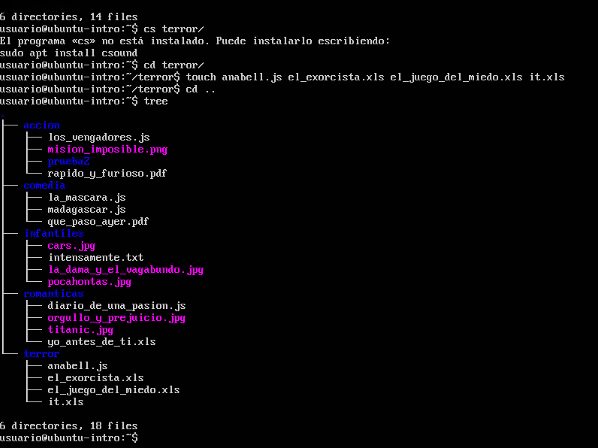 6 directories, 14 files
usuario@ubuntu-intro:~$ cs terror/
El programa «cs» no está instalado. Puede instalarlo escribiendo:
sudo apt install csound
usuario@ubuntu-intro:~$ cd terror/
usuario@ubuntu-intro:~/terror$ touch anabell.js el_exorcista.xls el_juego_del_miedo.xls it.xls
usuario@ubuntu-intro:~/terror$ cd ..
usuario@ubuntu-intro:~$ tree
.
├── accion
│   ├── los_vengadores.js
│   ├── mision_imposible.png
│   ├── prueba2
│   └── rapido_y_furioso.pdf
├── comedia
│   ├── la_mascara.js
│   ├── madagascar.js
│   └── que_paso_ayer.pdf
├── infantiles
│   ├── cars.jpg
│   ├── intensamente.txt
│   ├── la_dama_y_el_vagabundo.jpg
│   └── pocahontas.jpg
├── romanticas
│   ├── diario_de_una_pasion.js
│   ├── orgullo_y_prejuicio.jpg
│   ├── titanic.jpg
│   └── yo_antes_de_ti.xls
└── terror
    ├── anabell.js
    ├── el_exorcista.xls
    ├── el_juego_del_miedo.xls
    └── it.xls

6 directories, 18 files
usuario@ubuntu-intro:~$